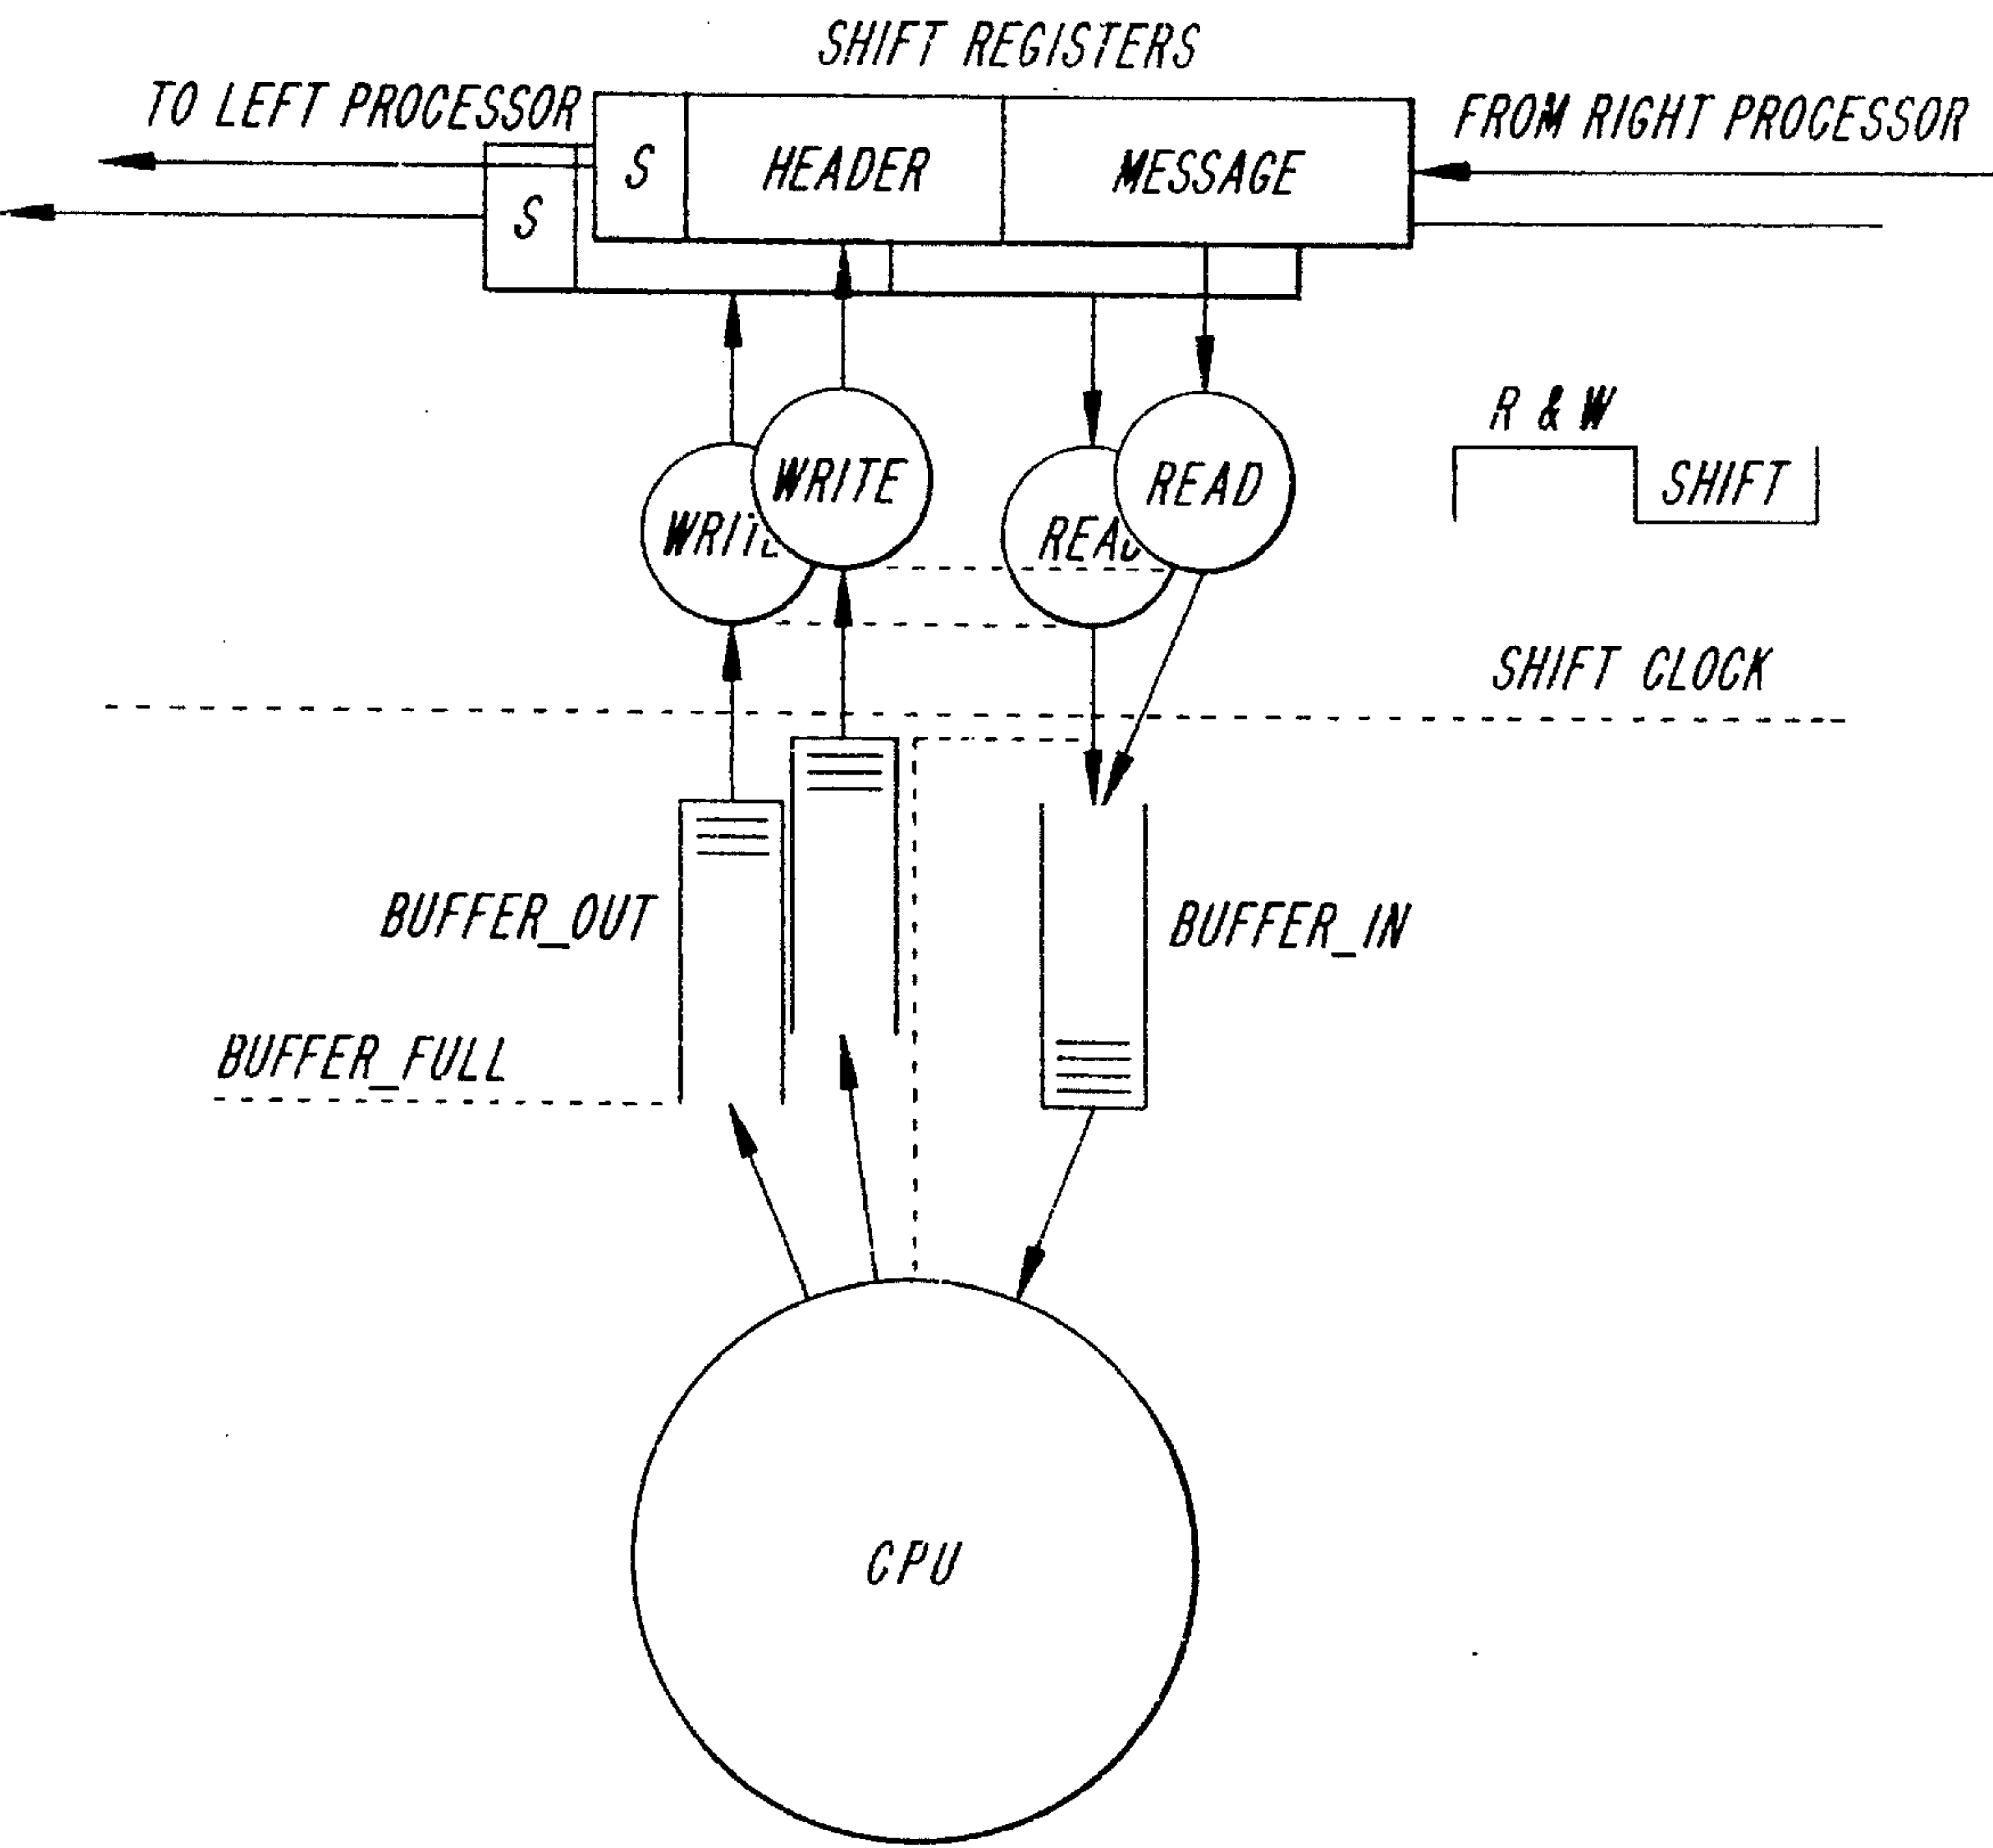 SHIFT REGISTERS
TO LEFT PROCESSOR
FROM RIGHT PROCESSOR
S
HEADER
MESSAGE
S
R & W
WRITE
READ
SHIFT
WRITE
READ
SHIFT CLOCK
BUFFER_OUT
BUFFER_IN
BUFFER_FULL
CPU